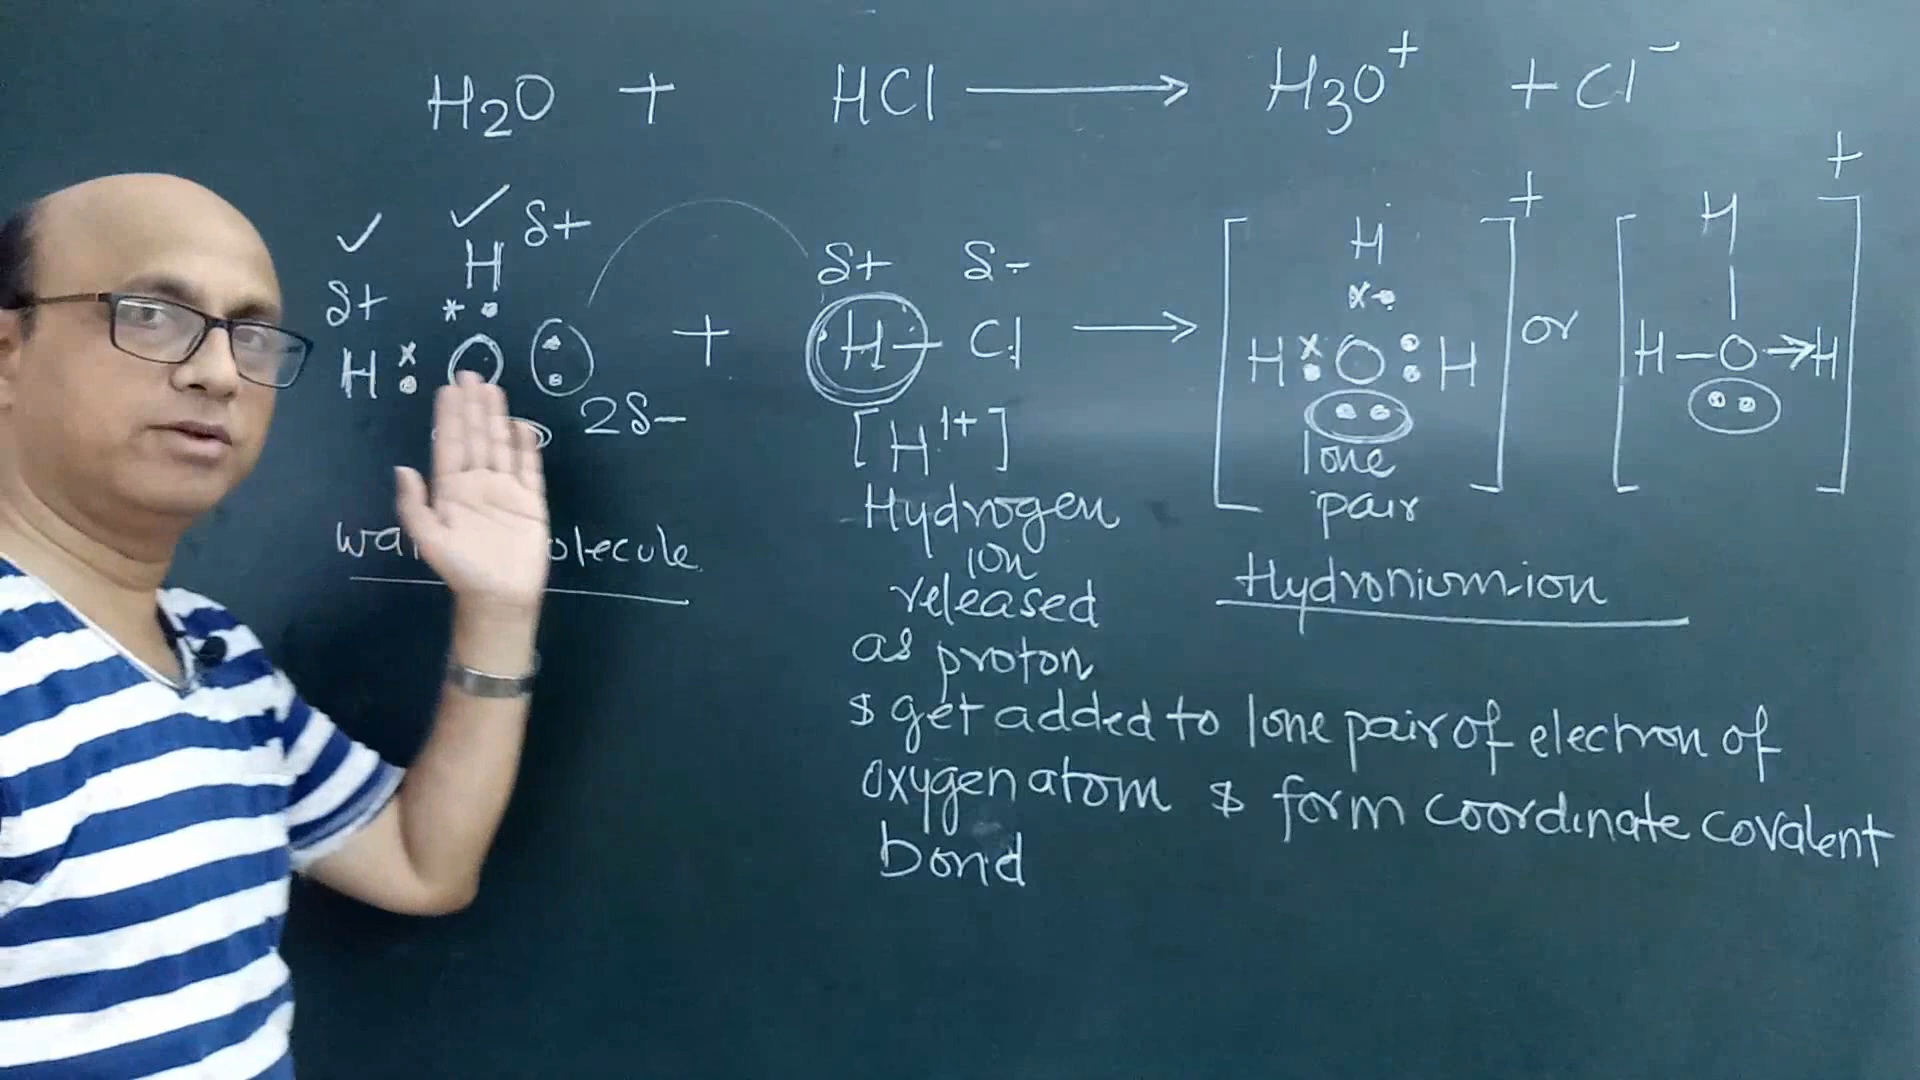 H2O + HCl ⟶ H3O⁺ + Cl⁻
✓ ✓
δ+ δ+
H
H O
2δ-
+
δ+ δ-
H-Cl ⟶
[H¹⁺]
Hydrogen
ion
released
as proton
$ get added to lone pair of electron of
oxygen atom $ form coordinate covalent
bond
[ H +
H O H ]
lone
pair
or
[ H +
H-O→H ]
Hydronium-ion